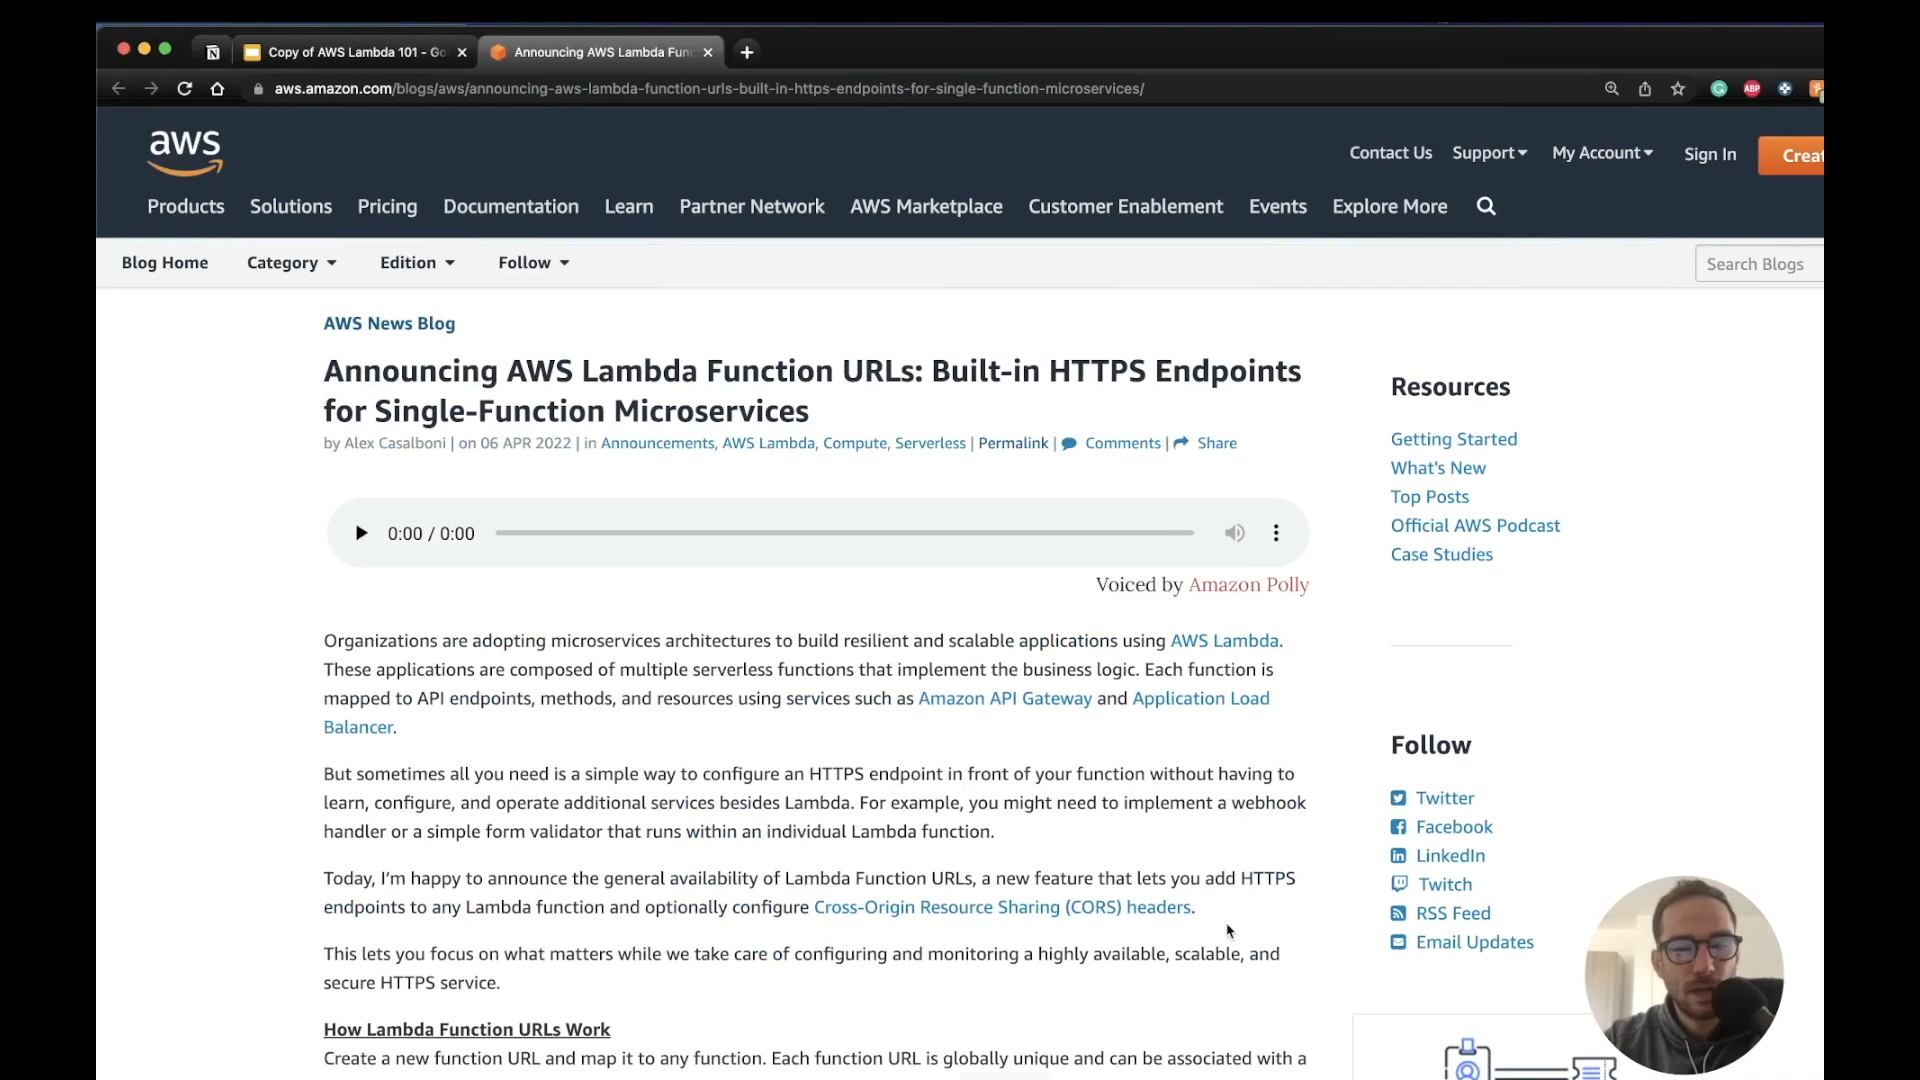 Copy of AWS Lambda 101 - Go
Announcing AWS Lambda Func
aws.amazon.com/blogs/aws/announcing-aws-lambda-function-urls-built-in-https-endpoints-for-single-function-microservices/
ABP
aws
Contact Us Support My Account Sign In Creat
Products Solutions Pricing Documentation Learn Partner Network AWS Marketplace Customer Enablement Events Explore More
Blog Home Category Edition Follow Search Blogs
AWS News Blog
Announcing AWS Lambda Function URLs: Built-in HTTPS Endpoints
for Single-Function Microservices
by Alex Casalboni | on 06 APR 2022 | in Announcements, AWS Lambda, Compute, Serverless | Permalink | Comments | Share
0:00 / 0:00
Voiced by Amazon Polly
Organizations are adopting microservices architectures to build resilient and scalable applications using AWS Lambda.
These applications are composed of multiple serverless functions that implement the business logic. Each function is
mapped to API endpoints, methods, and resources using services such as Amazon API Gateway and Application Load
Balancer.
But sometimes all you need is a simple way to configure an HTTPS endpoint in front of your function without having to
learn, configure, and operate additional services besides Lambda. For example, you might need to implement a webhook
handler or a simple form validator that runs within an individual Lambda function.
Today, I'm happy to announce the general availability of Lambda Function URLs, a new feature that lets you add HTTPS
endpoints to any Lambda function and optionally configure Cross-Origin Resource Sharing (CORS) headers.
This lets you focus on what matters while we take care of configuring and monitoring a highly available, scalable, and
secure HTTPS service.
How Lambda Function URLs Work
Create a new function URL and map it to any function. Each function URL is globally unique and can be associated with a
Resources
Getting Started
What's New
Top Posts
Official AWS Podcast
Case Studies
Follow
Twitter
Facebook
LinkedIn
Twitch
RSS Feed
Email Updates